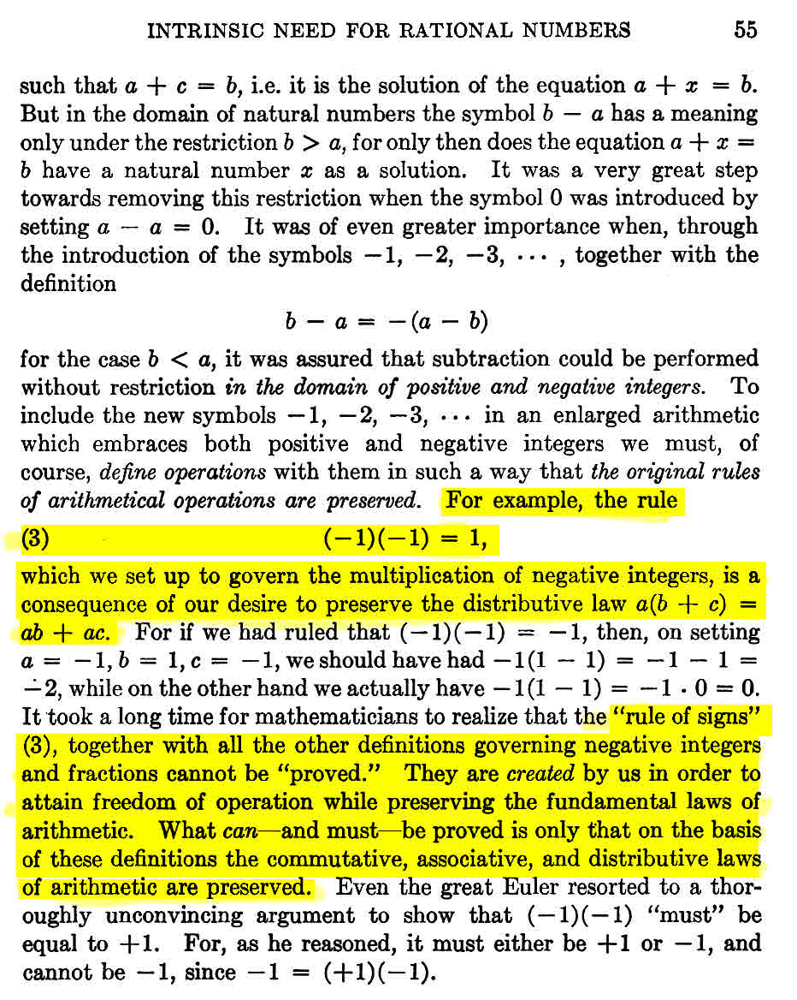 INTRINSIC NEED FOR RATIONAL NUMBERS 55
such that a + c = b, i.e. it is the solution of the equation a + x = b.
But in the domain of natural numbers the symbol b − a has a meaning
only under the restriction b > a, for only then does the equation a + x =
b have a natural number x as a solution. It was a very great step
towards removing this restriction when the symbol 0 was introduced by
setting a − a = 0. It was of even greater importance when, through
the introduction of the symbols −1, −2, −3, ··· , together with the
definition
b − a = −(a − b)
for the case b < a, it was assured that subtraction could be performed
without restriction in the domain of positive and negative integers. To
include the new symbols −1, −2, −3, ··· in an enlarged arithmetic
which embraces both positive and negative integers we must, of
course, define operations with them in such a way that the original rules
of arithmetical operations are preserved. For example, the rule
(3) (−1)(−1) = 1,
which we set up to govern the multiplication of negative integers, is a
consequence of our desire to preserve the distributive law a(b + c) =
ab + ac. For if we had ruled that (−1)(−1) = −1, then, on setting
a = −1, b = 1, c = −1, we should have had −1(1 − 1) = −1 − 1 =
−2, while on the other hand we actually have −1(1 − 1) = −1 · 0 = 0.
It took a long time for mathematicians to realize that the “rule of signs”
(3), together with all the other definitions governing negative integers
and fractions cannot be “proved.” They are created by us in order to
attain freedom of operation while preserving the fundamental laws of
arithmetic. What can—and must—be proved is only that on the basis
of these definitions the commutative, associative, and distributive laws
of arithmetic are preserved. Even the great Euler resorted to a thor-
oughly unconvincing argument to show that (−1)(−1) “must” be
equal to +1. For, as he reasoned, it must either be +1 or −1, and
cannot be −1, since −1 = (+1)(−1).